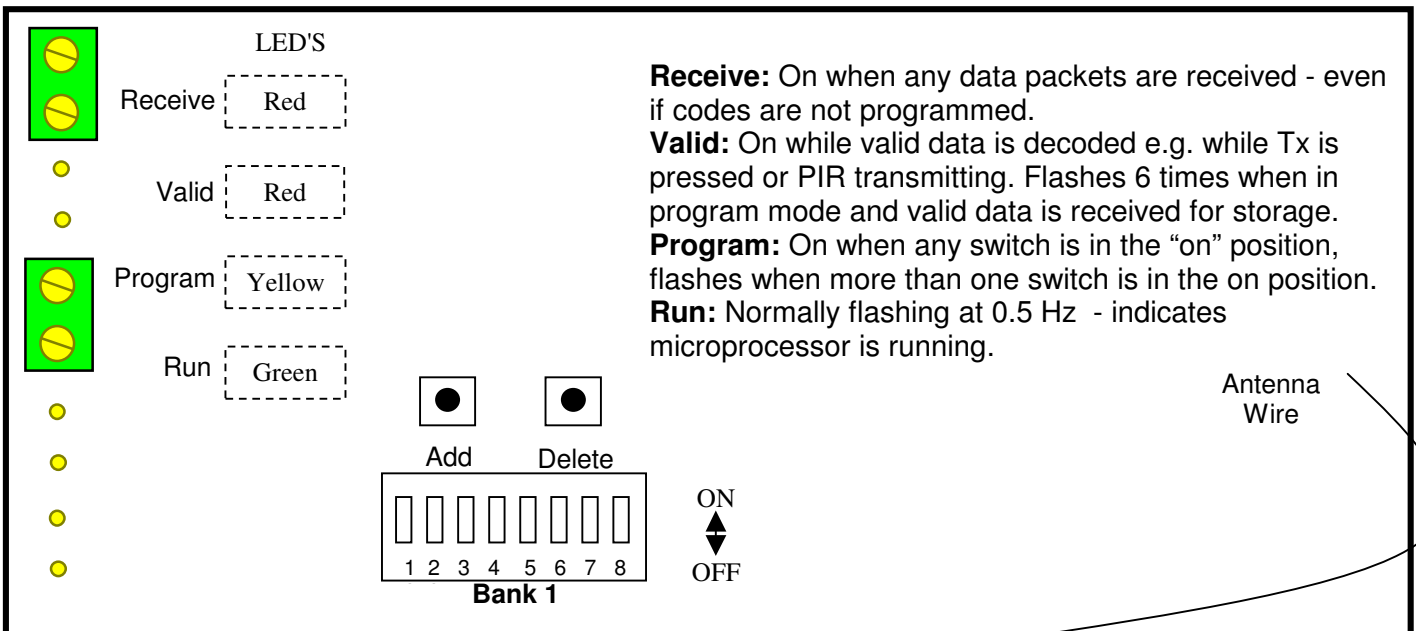 LED'S
Receive Red
Valid Red
Program Yellow
Run Green
Receive: On when any data packets are received - even
if codes are not programmed.
Valid: On while valid data is decoded e.g. while Tx is
pressed or PIR transmitting. Flashes 6 times when in
program mode and valid data is received for storage.
Program: On when any switch is in the “on” position,
flashes when more than one switch is in the on position.
Run: Normally flashing at 0.5 Hz - indicates
microprocessor is running.
Antenna
Wire
Add Delete
1 2 3 4 5 6 7 8
Bank 1
ON
OFF